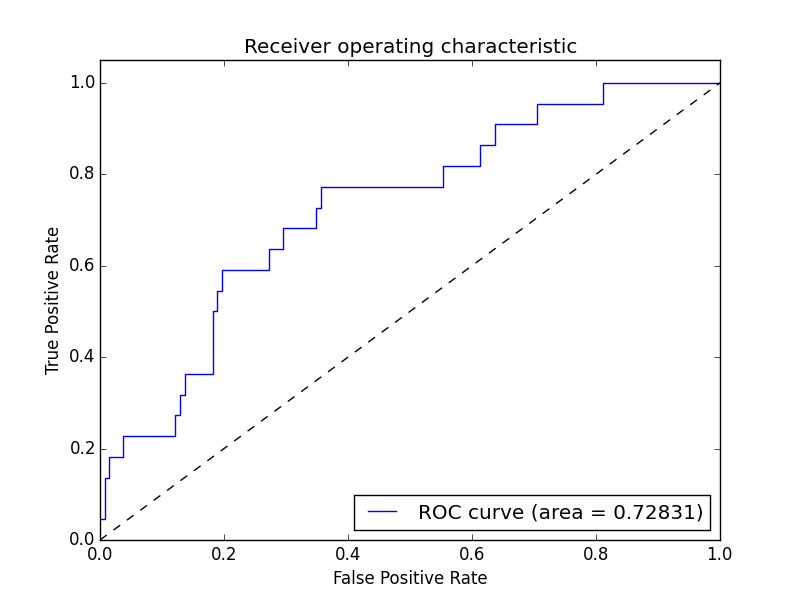 Receiver operating characteristic
1.0
0.8
0.6
0.4
0.2
0.0
True Positive Rate
ROC curve (area = 0.72831)
0.0 0.2 0.4 0.6 0.8 1.0
False Positive Rate